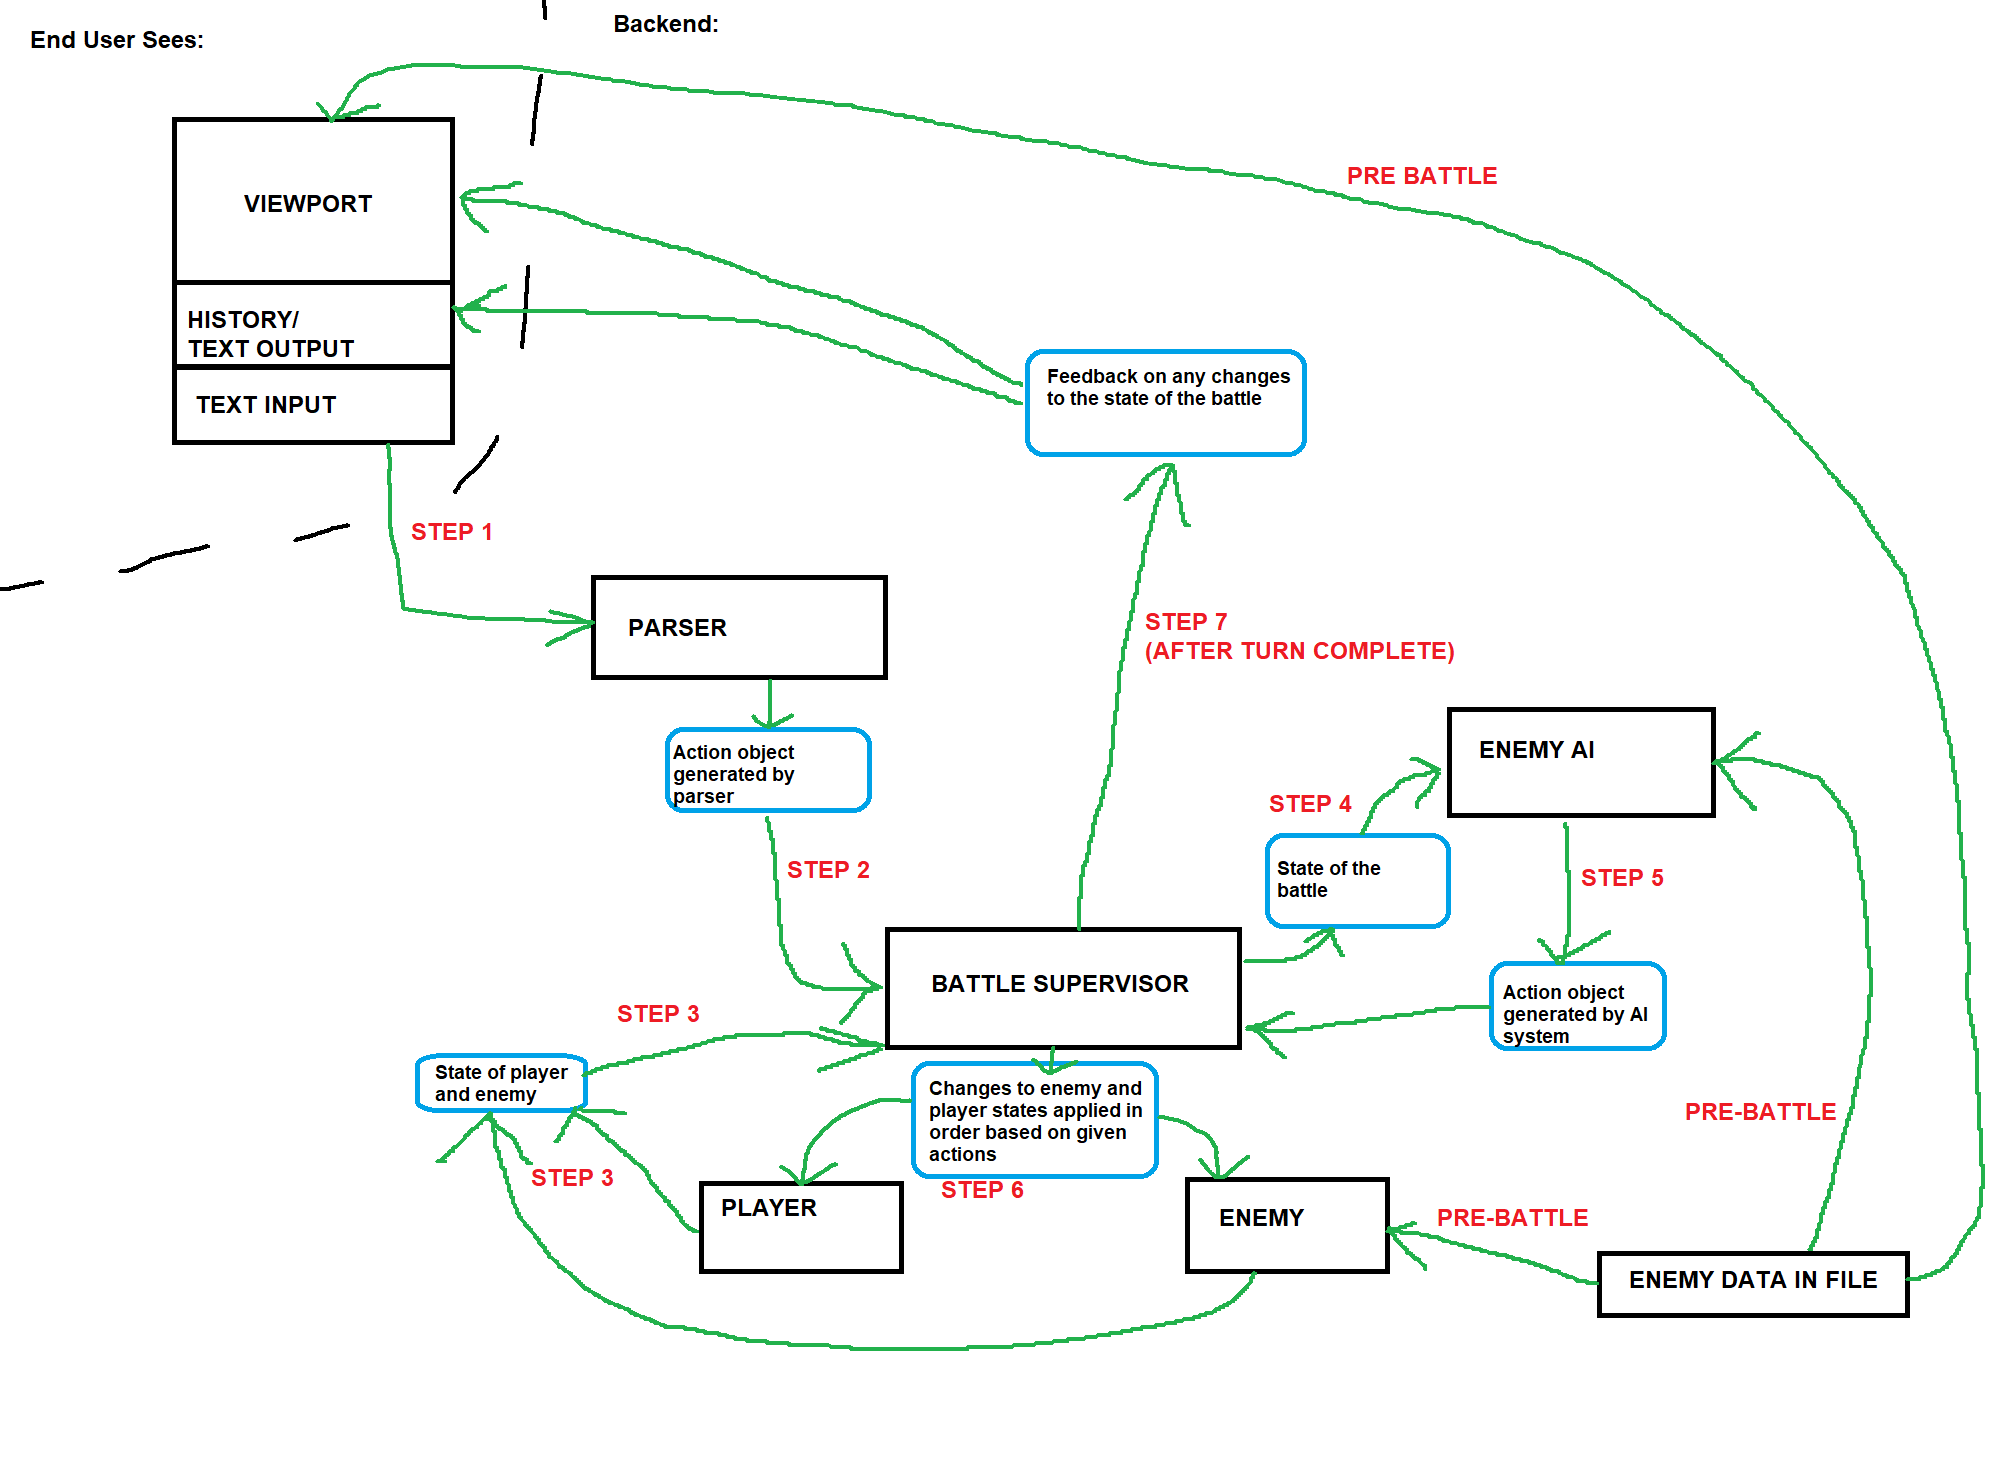 End User Sees:
Backend:
PRE BATTLE
VIEWPORT
HISTORY/
TEXT OUTPUT
TEXT INPUT
Feedback on any changes
to the state of the battle
STEP 1
PARSER
STEP 7
(AFTER TURN COMPLETE)
Action object
generated by
parser
ENEMY AI
STEP 4
STEP 2
State of the
battle
STEP 5
BATTLE SUPERVISOR
Action object
generated by AI
system
STEP 3
State of player
and enemy
Changes to enemy and
player states applied in
order based on given
actions
PRE-BATTLE
STEP 3
STEP 6
PLAYER
ENEMY
PRE-BATTLE
ENEMY DATA IN FILE